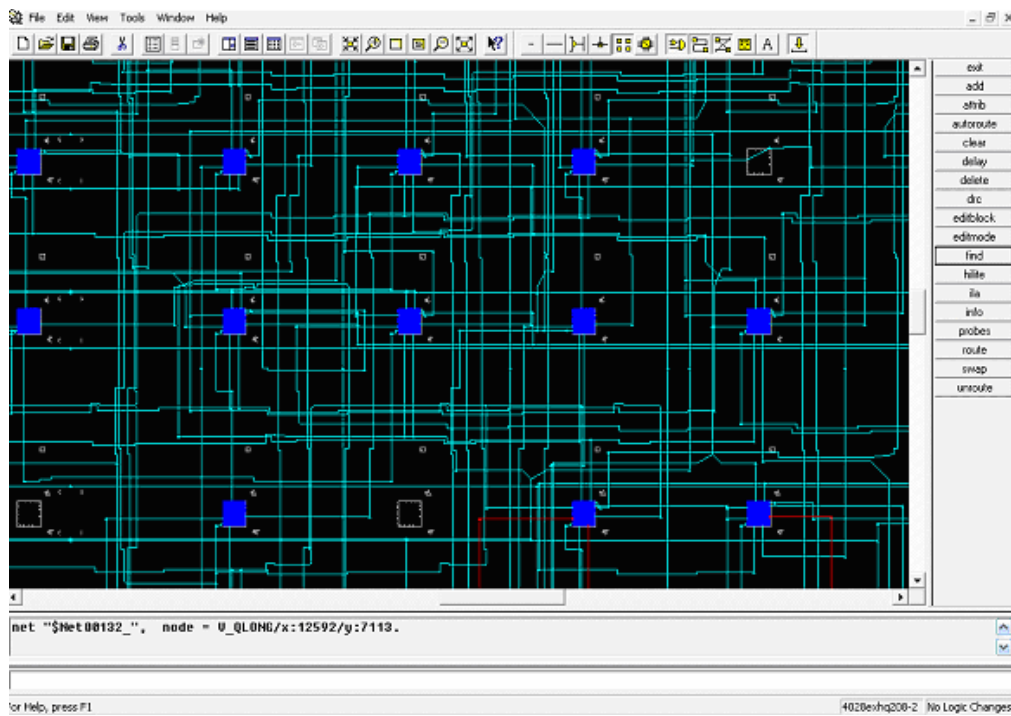 File Edit View Tools Window Help
A
exit
add
attrib
autoroute
clear
delay
delete
drc
editblock
editmode
find
hilite
ila
info
probes
route
swap
unroute
net "$Net00132_", node = V_QLONG/x:12592/y:7113.
For Help, press F1
4028exhq208-2 No Logic Changes